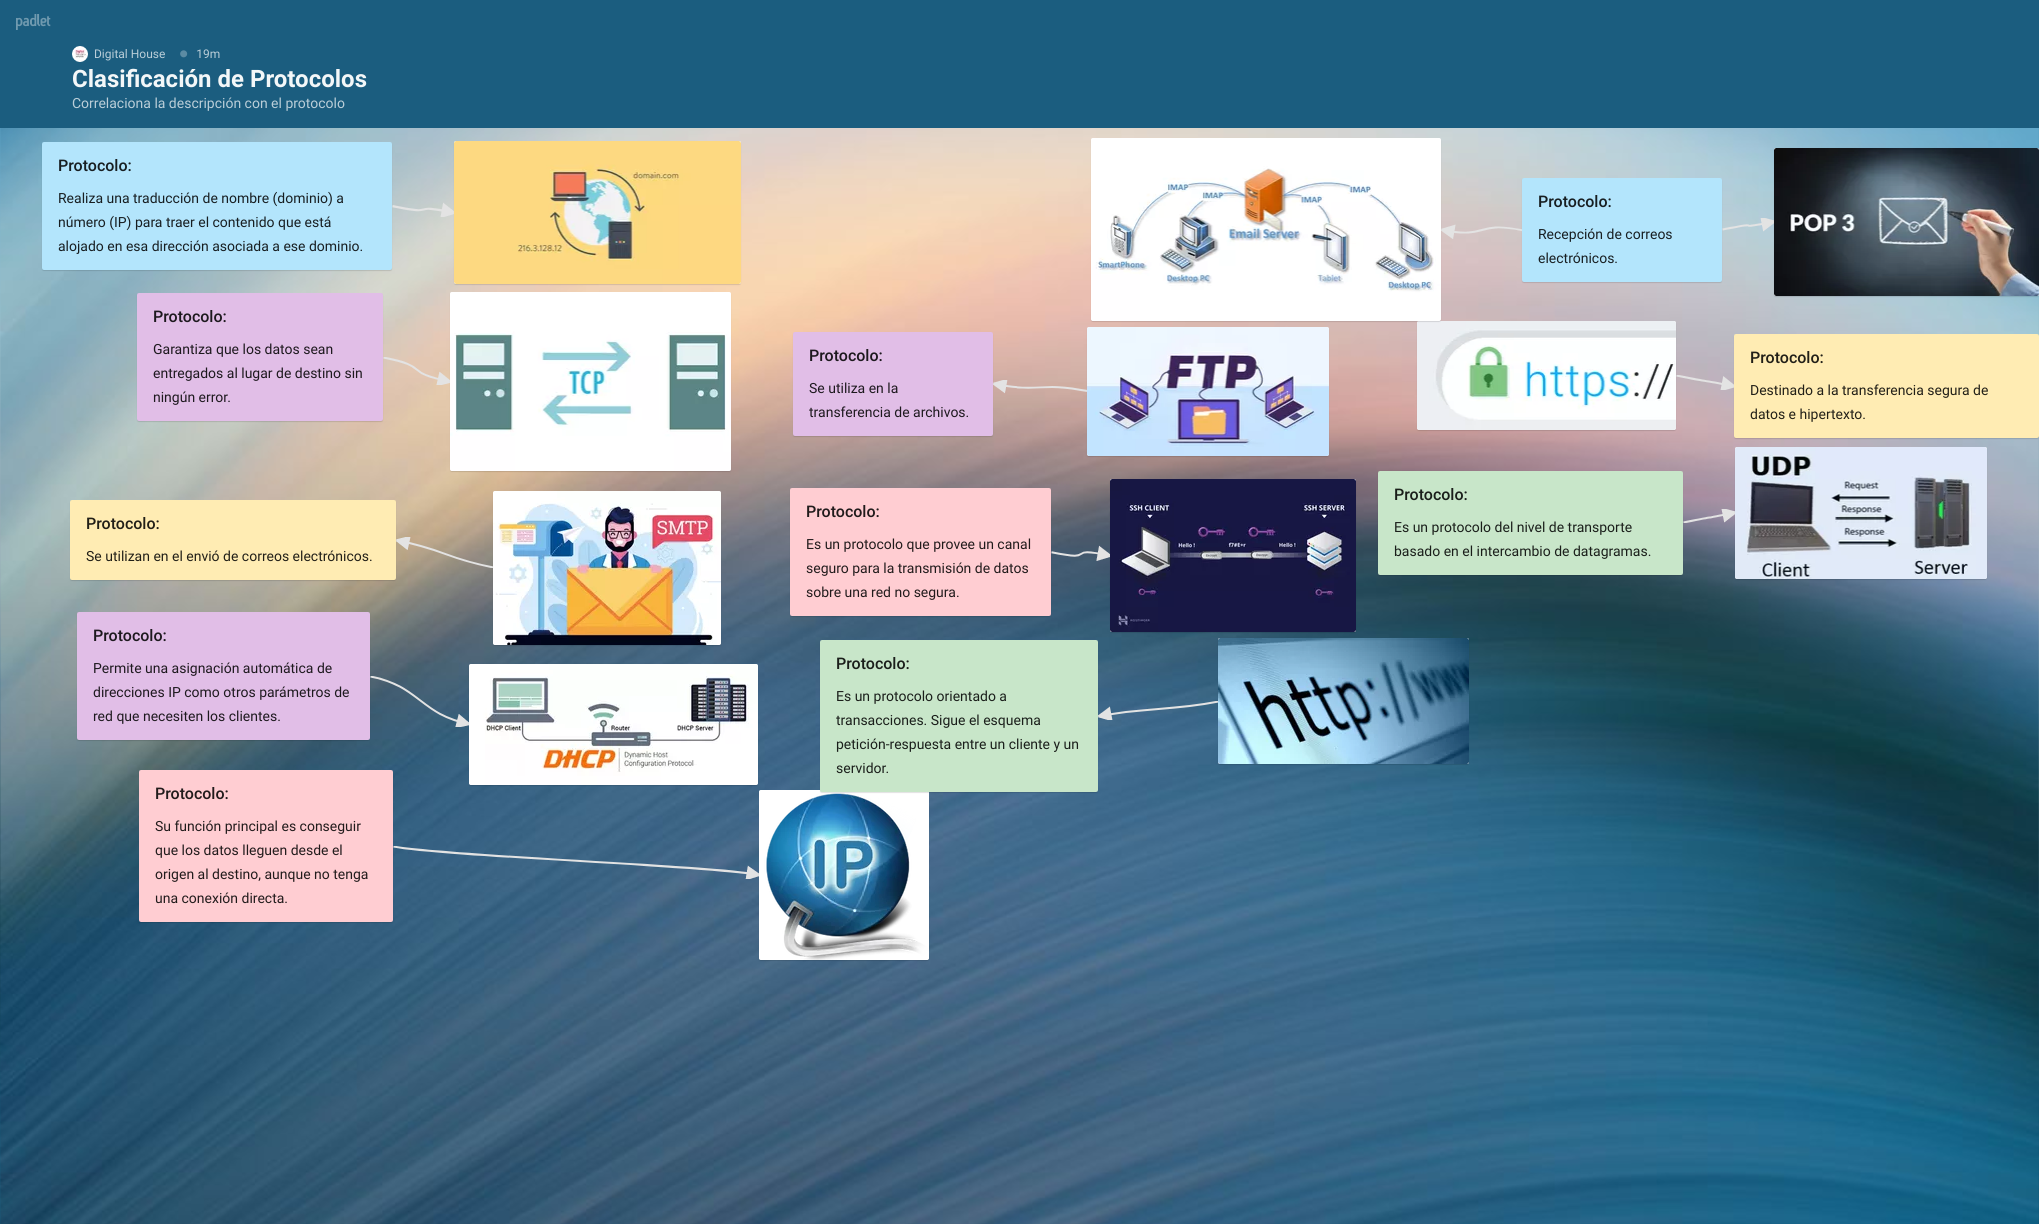 padlet
Digital House
19m
Clasificación de Protocolos
Correlaciona la descripción con el protocolo
Protocolo:
Realiza una traducción de nombre (dominio) a
número (IP) para traer el contenido que está
alojado en esa dirección asociada a ese dominio.
domain.com
216.3.128.12
IMAP
IMAP
IMAP
IMAP
Email Server
SmartPhone
Desktop PC
Tablet
Desktop PC
Protocolo:
Recepción de correos
electrónicos.
POP 3
Protocolo:
Garantiza que los datos sean
entregados al lugar de destino sin
ningún error.
TCP
Protocolo:
Se utiliza en la
transferencia de archivos.
FTP
https://
Protocolo:
Destinado a la transferencia segura de
datos e hipertexto.
Protocolo:
Se utilizan en el envió de correos electrónicos.
SMTP
Protocolo:
Es un protocolo que provee un canal
seguro para la transmisión de datos
sobre una red no segura.
SSH CLIENT
SSH SERVER
Hello !
Hello !
Protocolo:
Es un protocolo del nivel de transporte
basado en el intercambio de datagramas.
UDP
Request
Response
Response
Client
Server
Protocolo:
Permite una asignación automática de
direcciones IP como otros parámetros de
red que necesiten los clientes.
DHCP Client
Router
DHCP Server
DHCP
Dynamic Host
Configuration Protocol
Protocolo:
Es un protocolo orientado a
transacciones. Sigue el esquema
petición-respuesta entre un cliente y un
servidor.
http://www
Protocolo:
Su función principal es conseguir
que los datos lleguen desde el
origen al destino, aunque no tenga
una conexión directa.
IP